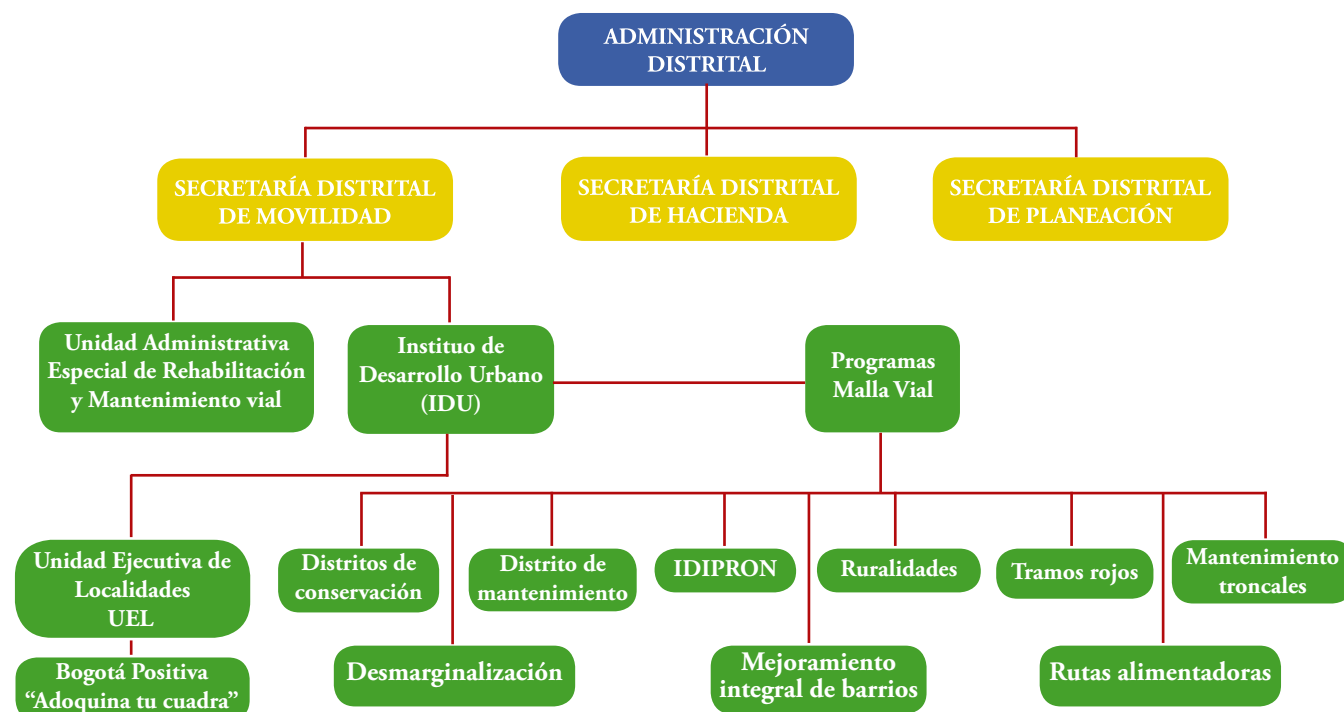 ADMINISTRACIÓN
DISTRITAL
SECRETARÍA DISTRITAL
DE MOVILIDAD
SECRETARÍA DISTRITAL
DE HACIENDA
SECRETARÍA DISTRITAL
DE PLANEACIÓN
Unidad Administrativa
Especial de Rehabilitación
y Mantenimiento vial
Instituo de
Desarrollo Urbano
(IDU)
Programas
Malla Vial
Unidad Ejecutiva de
Localidades
UEL
Distritos de
conservación
Distrito de
mantenimiento
IDIPRON
Ruralidades
Tramos rojos
Mantenimiento
troncales
Bogotá Positiva
“Adoquina tu cuadra”
Desmarginalización
Mejoramiento
integral de barrios
Rutas alimentadoras